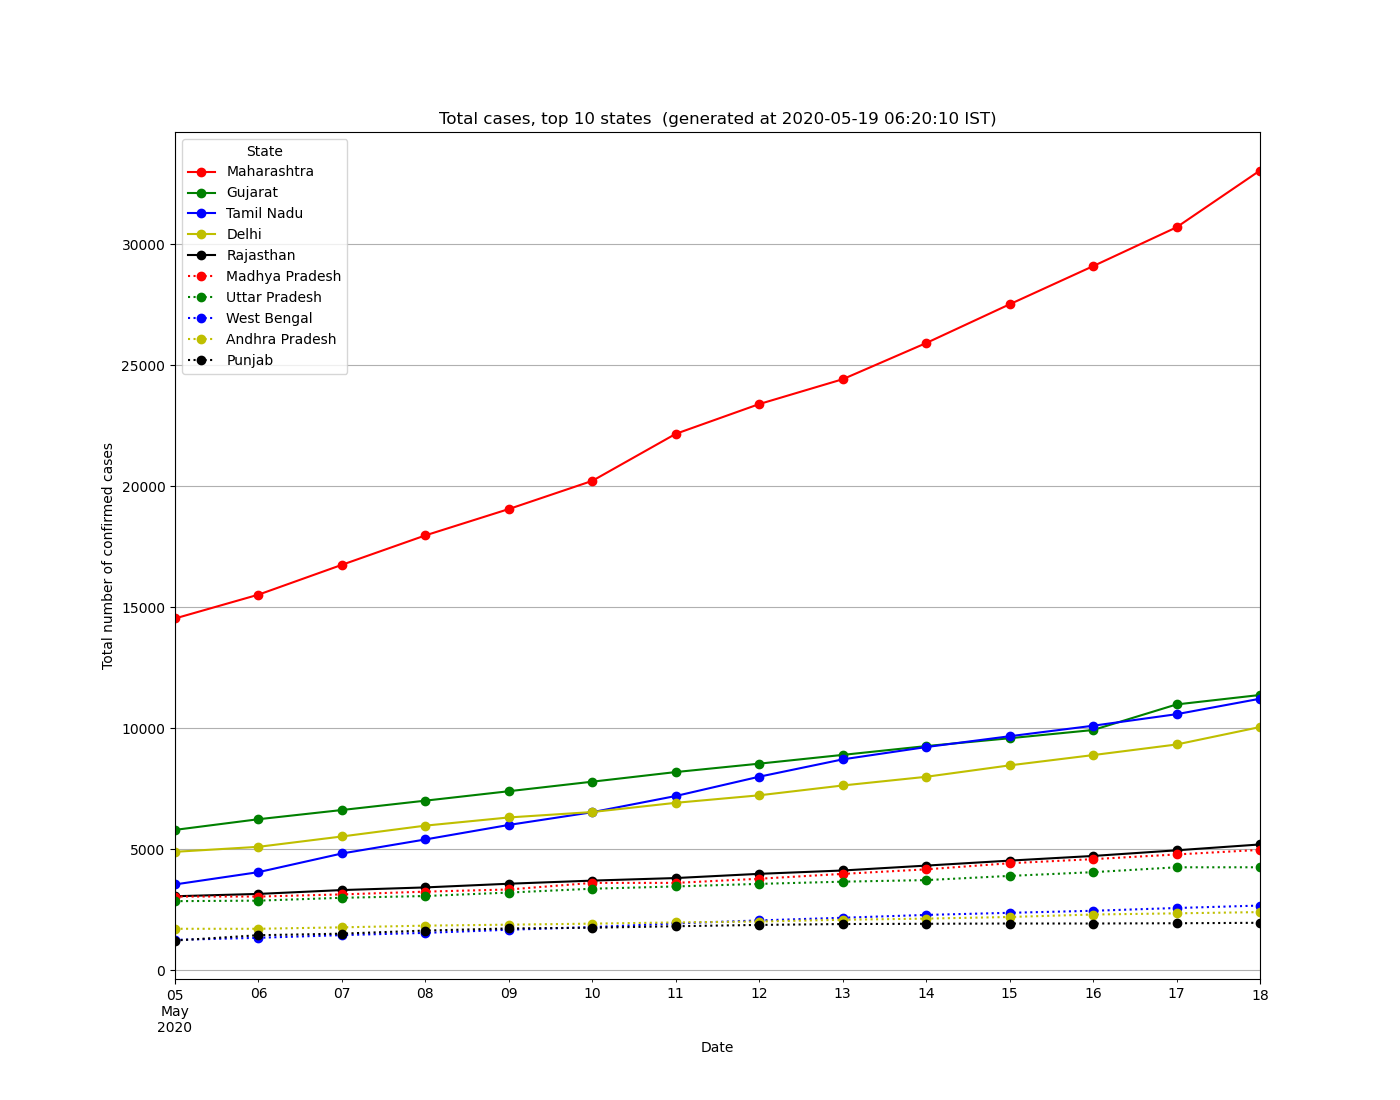 Total cases, top 10 states  (generated at 2020-05-19 06:20:10 IST)
State
Maharashtra
Gujarat
Tamil Nadu
Delhi
Rajasthan
Madhya Pradesh
Uttar Pradesh
West Bengal
Andhra Pradesh
Punjab
Total number of confirmed cases
30000
25000
20000
15000
10000
5000
0
05 06 07 08 09 10 11 12 13 14 15 16 17 18
May
2020
Date